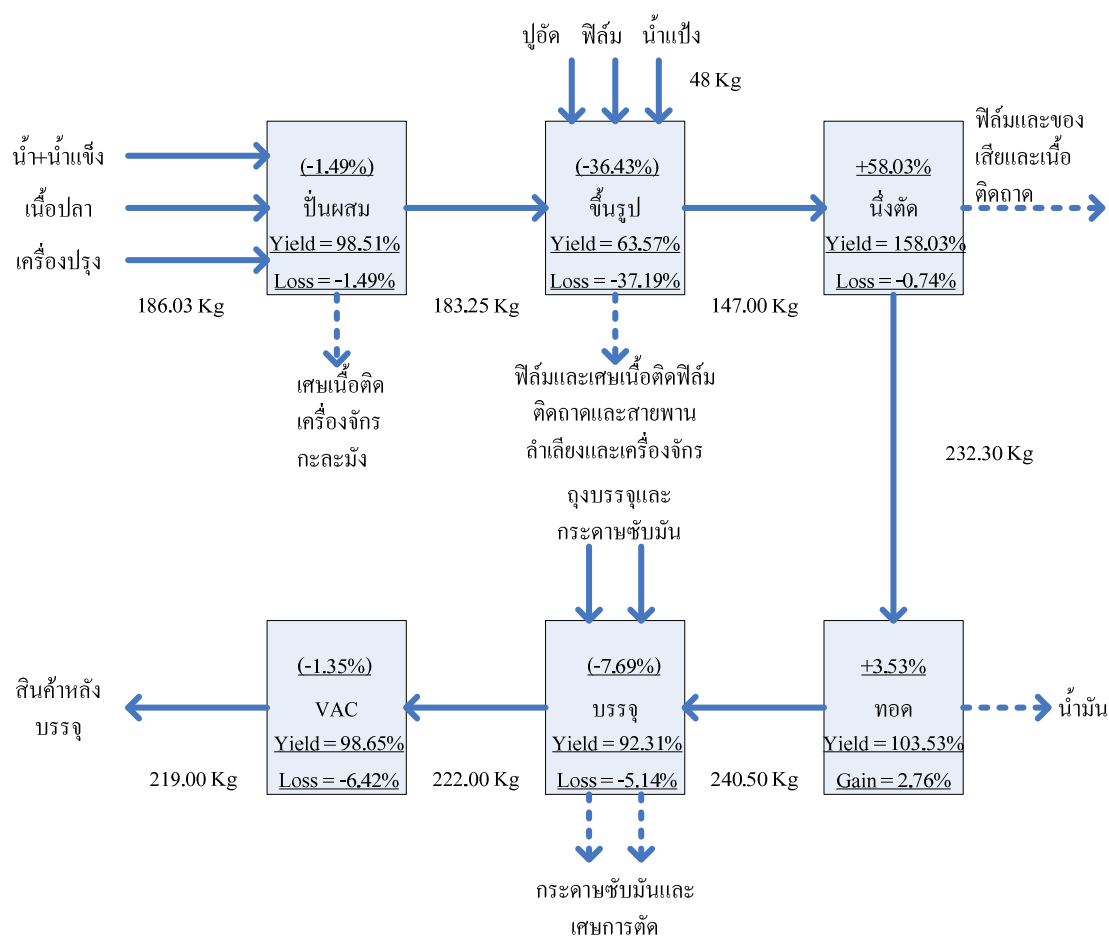 ปูอัด ฟิล์ม น้ำแป้ง
48 Kg
น้ำ+น้ำแข็ง
เนื้อปลา
เครื่องปรุง
186.03 Kg
(-1.49%)
ปั่นผสม
Yield = 98.51%
Loss = -1.49%
183.25 Kg
(-36.43%)
ขึ้นรูป
Yield = 63.57%
Loss = -37.19%
147.00 Kg
+58.03%
นึ่งตัด
Yield = 158.03%
Loss = -0.74%
ฟิล์มและของ
เสียและเนื้อ
ติดถาด
เศษเนื้อติด
เครื่องจักร
กะละมัง
ฟิล์มและเศษเนื้อติดฟิล์ม
ติดถาดและสายพาน
ลำเลียงและเครื่องจักร
232.30 Kg
ถุงบรรจุและ
กระดาษซับมัน
สินค้าหลัง
บรรจุ
219.00 Kg
(-1.35%)
VAC
Yield = 98.65%
Loss = -6.42%
222.00 Kg
(-7.69%)
บรรจุ
Yield = 92.31%
Loss = -5.14%
240.50 Kg
+3.53%
ทอด
Yield = 103.53%
Gain = 2.76%
น้ำมัน
กระดาษซับมันและ
เศษการตัด